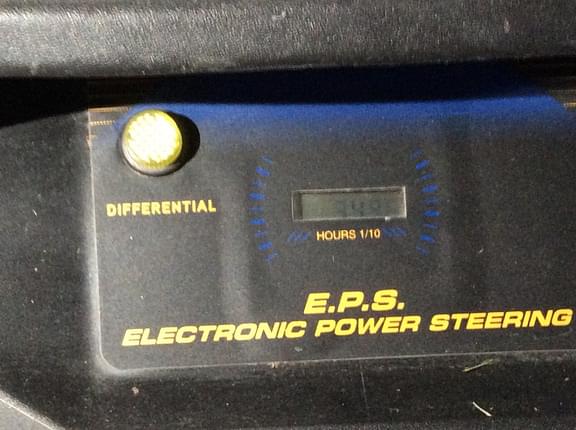 DIFFERENTIAL
HOURS 1/10
E.P.S.
ELECTRONIC POWER STEERING